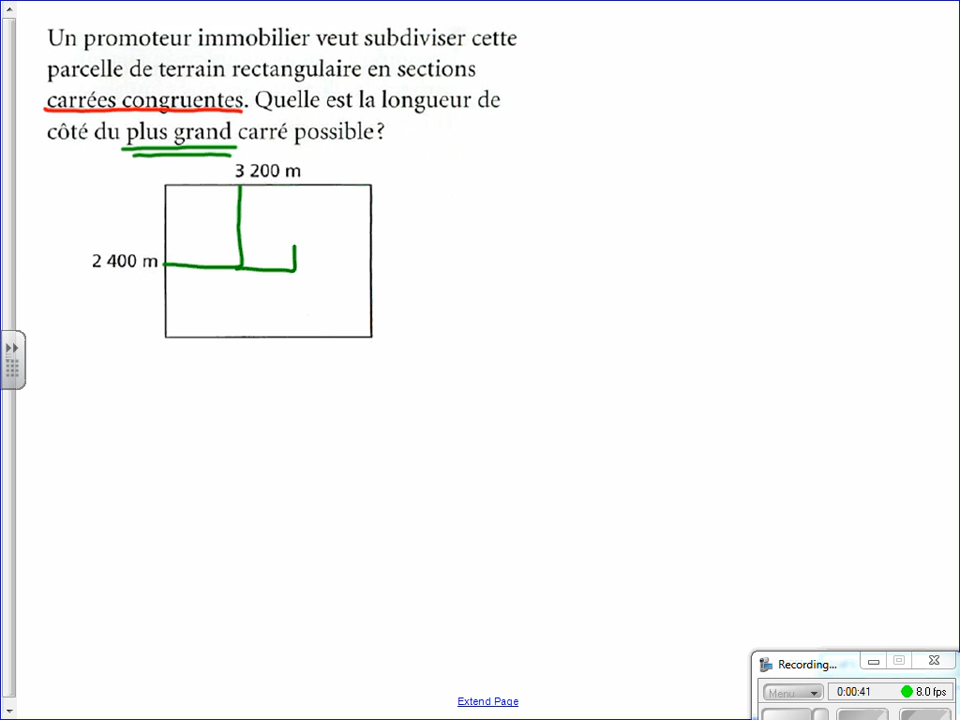 Un promoteur immobilier veut subdiviser cette
parcelle de terrain rectangulaire en sections
carrées congruentes. Quelle est la longueur de
côté du plus grand carré possible?
3 200 m
2 400 m
Recording...
Menu 0:00:41 8.0 fps
Extend Page